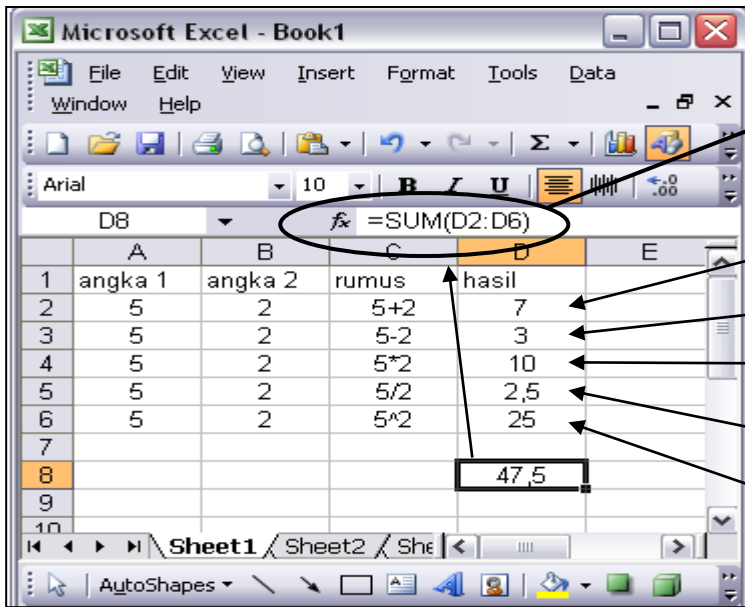 Microsoft Excel - Book1
File Edit View Insert Format Tools Data
Window Help
Arial 10 B I U
D8 fx =SUM(D2:D6)
A B C D E
1 angka 1 angka 2 rumus hasil
2 5 2 5+2 7
3 5 2 5-2 3
4 5 2 5*2 10
5 5 2 5/2 2,5
6 5 2 5^2 25
7
8 47,5
9
10
Sheet1 Sheet2 She
AutoShapes